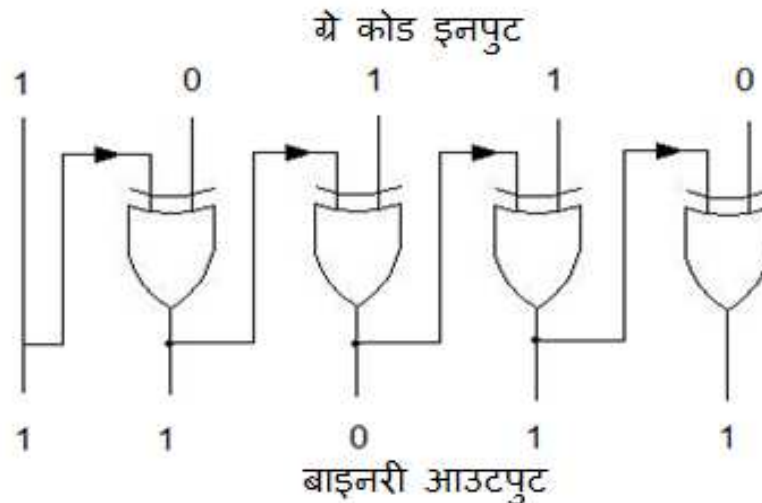 ग्रे कोड इनपुट
1 0 1 1 0
1 1 0 1 1
बाइनरी आउटपुट